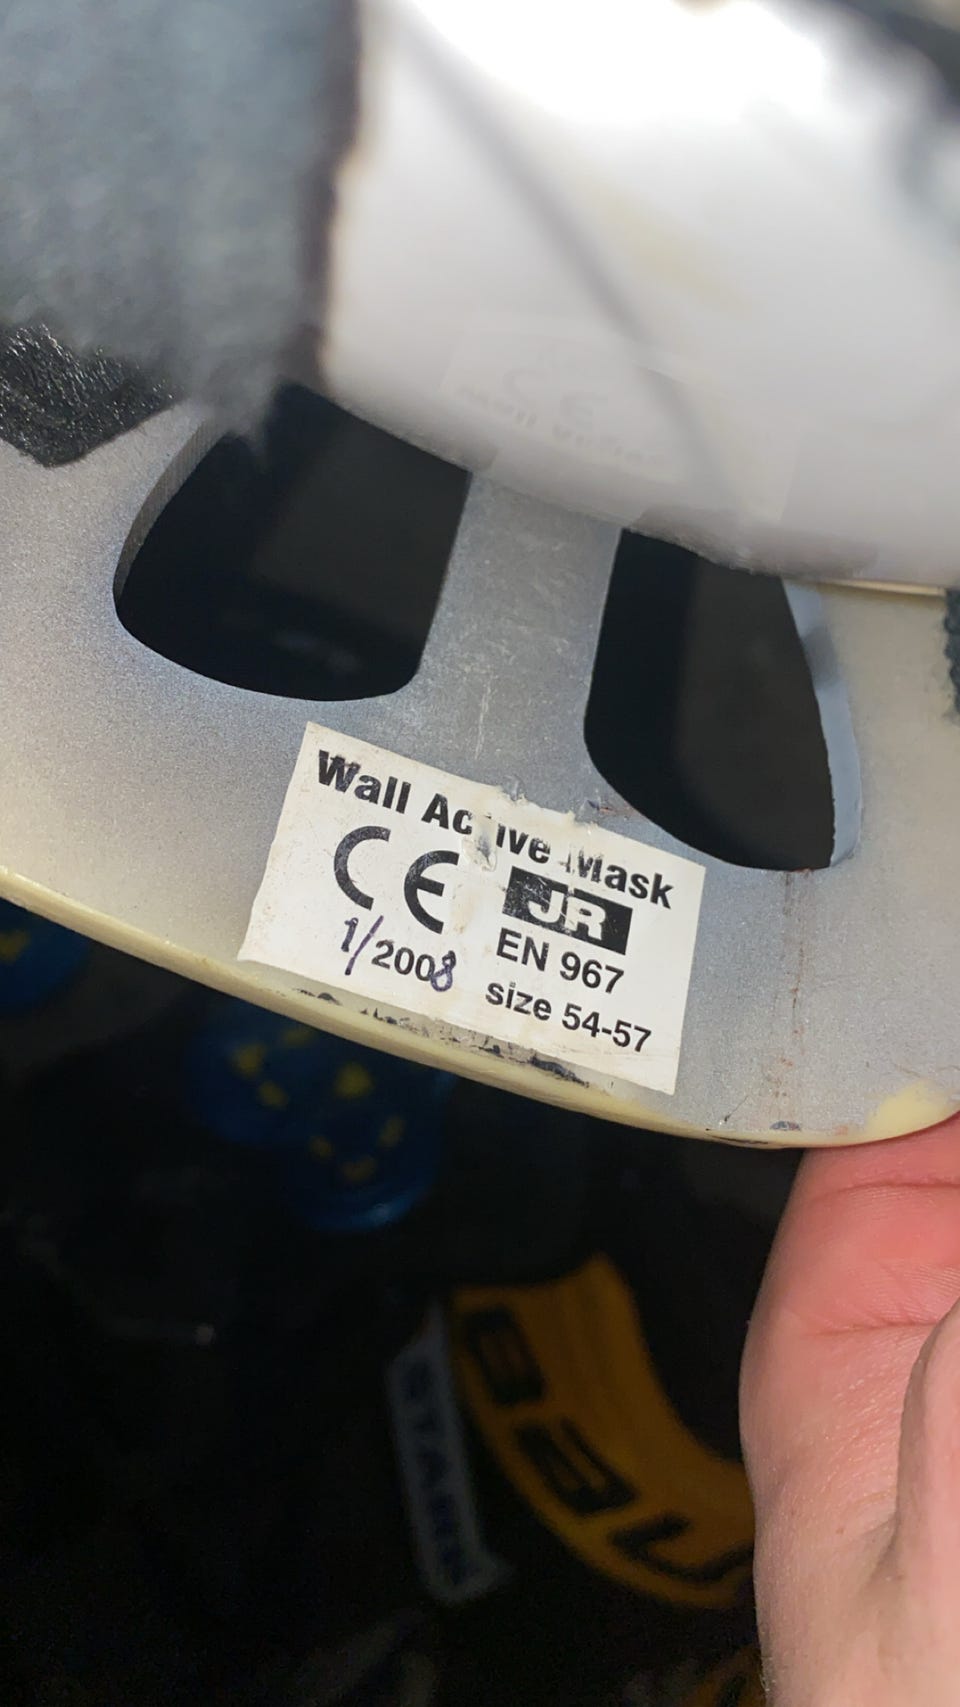 Wall Active Mask
CE JR
1/2008 EN 967
size 54-57